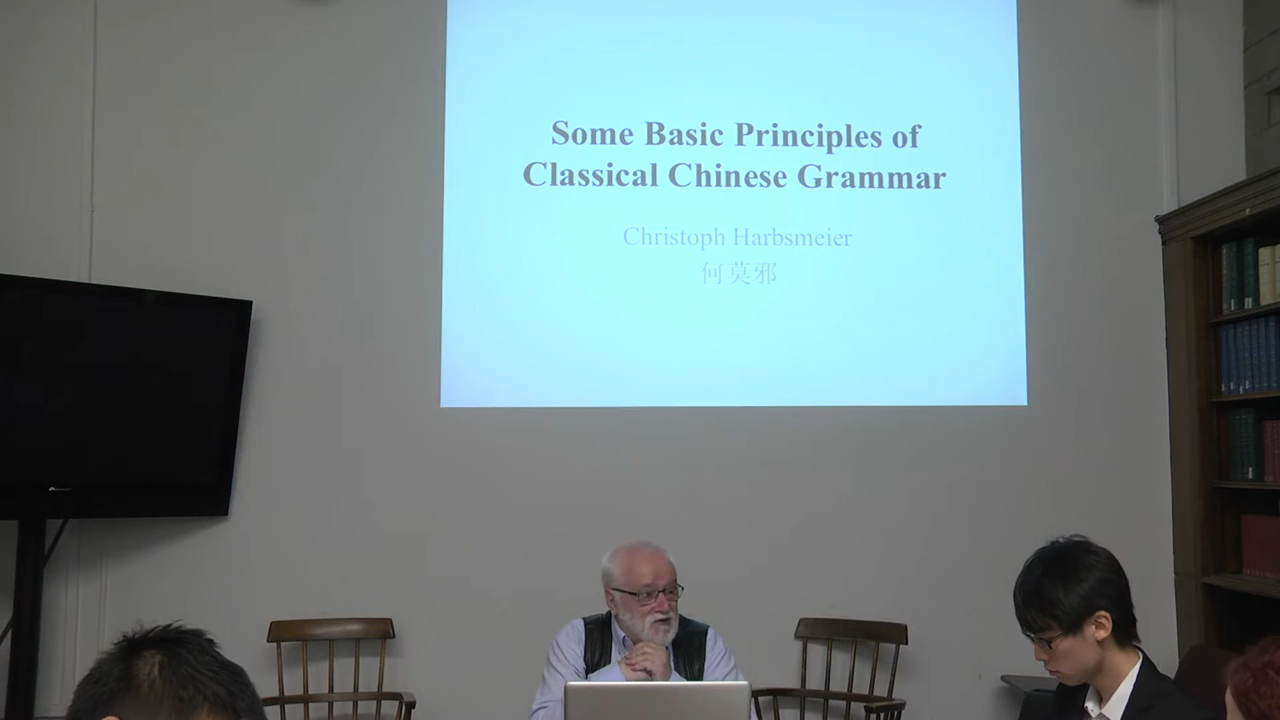 Some Basic Principles of
Classical Chinese Grammar
Christoph Harbsmeier
何莫邪